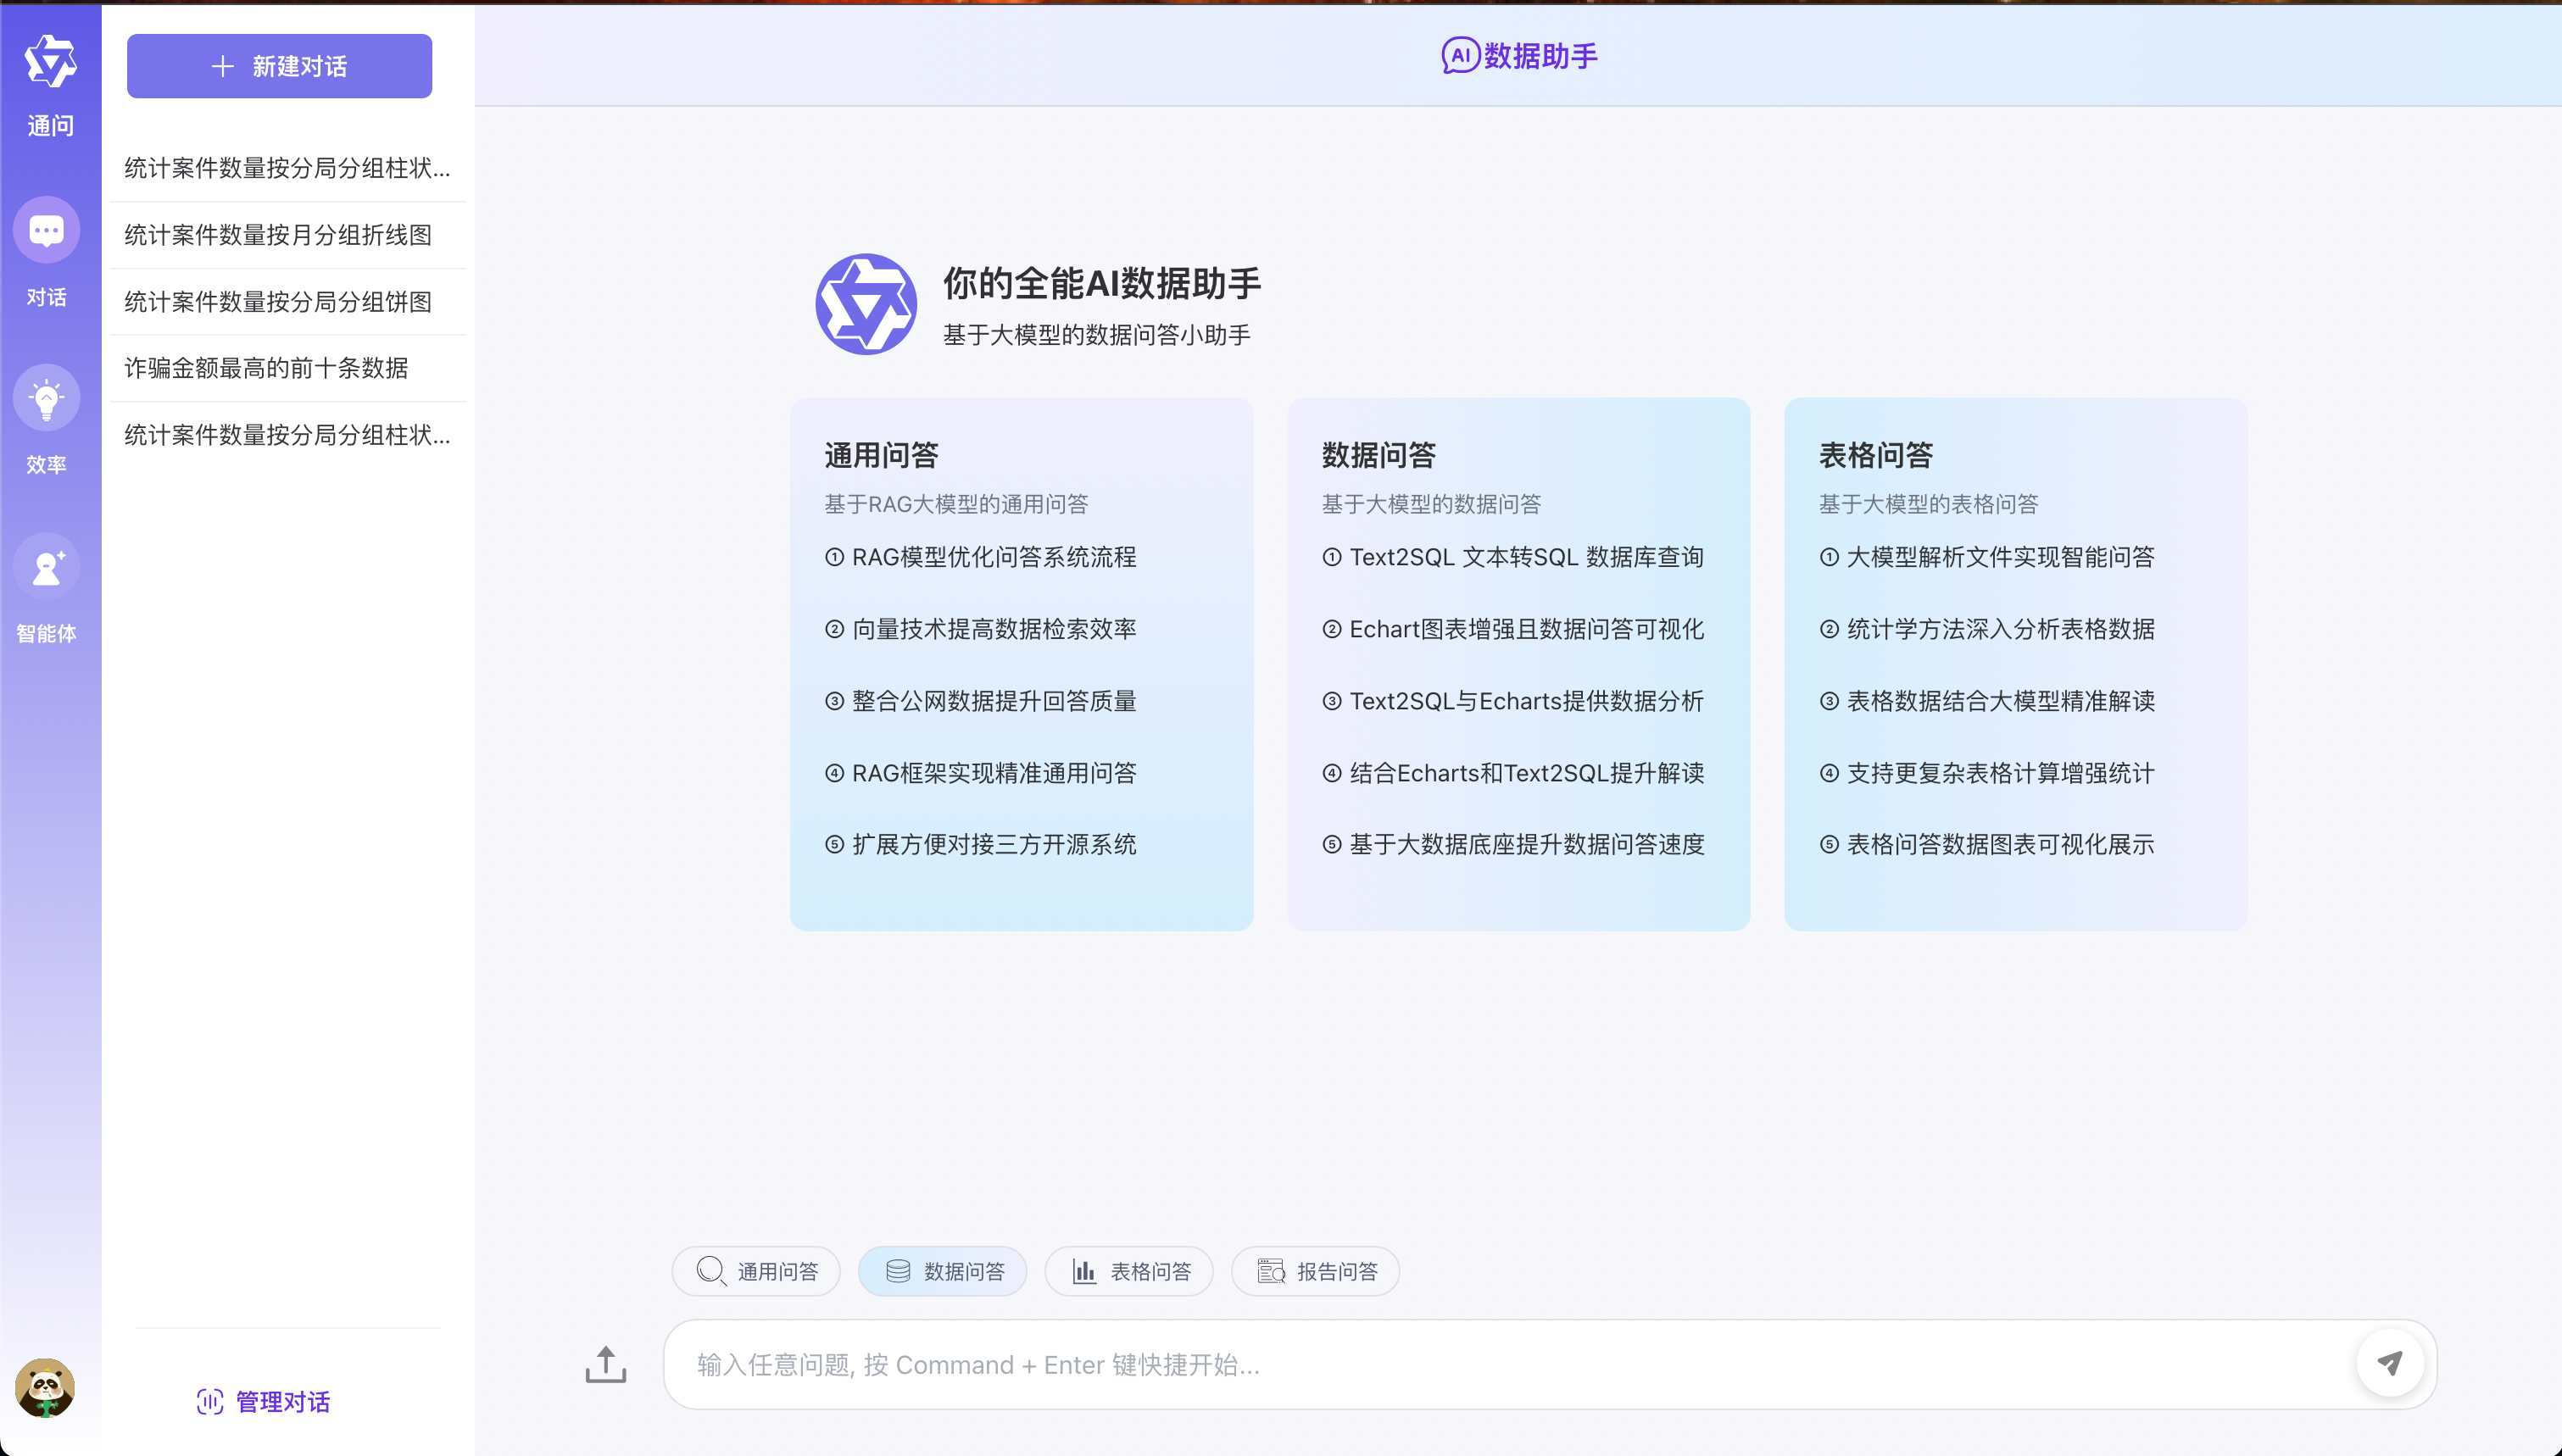 通问
对话
效率
智能体
新建对话
统计案件数量按分局分组柱状...
统计案件数量按月分组折线图
统计案件数量按分局分组饼图
诈骗金额最高的前十条数据
统计案件数量按分局分组柱状...
管理对话
AI数据助手
你的全能AI数据助手
基于大模型的数据问答小助手
通用问答
基于RAG大模型的通用问答
① RAG模型优化问答系统流程
② 向量技术提高数据检索效率
③ 整合公网数据提升回答质量
④ RAG框架实现精准通用问答
⑤ 扩展方便对接三方开源系统
数据问答
基于大模型的数据问答
① Text2SQL 文本转SQL 数据库查询
② Echart图表增强且数据问答可视化
③ Text2SQL与Echarts提供数据分析
④ 结合Echarts和Text2SQL提升解读
⑤ 基于大数据底座提升数据问答速度
表格问答
基于大模型的表格问答
① 大模型解析文件实现智能问答
② 统计学方法深入分析表格数据
③ 表格数据结合大模型精准解读
④ 支持更复杂表格计算增强统计
⑤ 表格问答数据图表可视化展示
通用问答
数据问答
表格问答
报告问答
输入任意问题, 按 Command + Enter 键快捷开始...